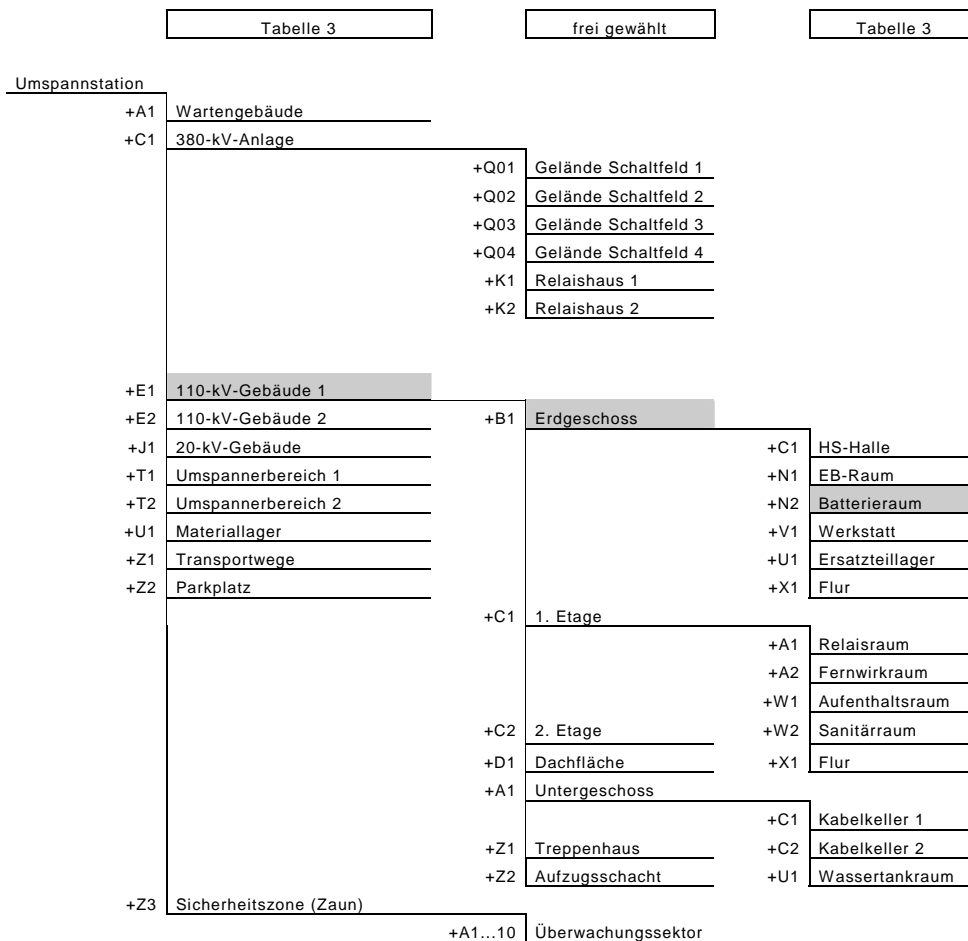 Tabelle 3 frei gewählt Tabelle 3
Umspannstation
+A1 Wartengebäude
+C1 380-kV-Anlage
+Q01 Gelände Schaltfeld 1
+Q02 Gelände Schaltfeld 2
+Q03 Gelände Schaltfeld 3
+Q04 Gelände Schaltfeld 4
+K1 Relaishaus 1
+K2 Relaishaus 2
+E1 110-kV-Gebäude 1
+E2 110-kV-Gebäude 2 +B1 Erdgeschoss
+J1 20-kV-Gebäude +C1 HS-Halle
+T1 Umspannerbereich 1 +N1 EB-Raum
+T2 Umspannerbereich 2 +N2 Batterieraum
+U1 Materiallager +V1 Werkstatt
+Z1 Transportwege +U1 Ersatzteillager
+Z2 Parkplatz +X1 Flur
+C1 1. Etage
+A1 Relaisraum
+A2 Fernwirkraum
+W1 Aufenthaltsraum
+C2 2. Etage +W2 Sanitärraum
+D1 Dachfläche +X1 Flur
+A1 Untergeschoss
+C1 Kabelkeller 1
+Z1 Treppenhaus +C2 Kabelkeller 2
+Z2 Aufzugsschacht +U1 Wassertankraum
+Z3 Sicherheitszone (Zaun)
+A1...10 Überwachungssektor